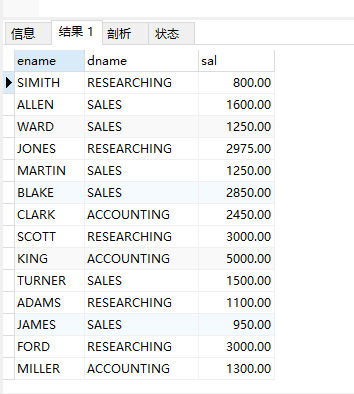 信息 结果 1 剖析 状态
ename dname sal
SIMITH RESEARCHING 800.00
ALLEN SALES 1600.00
WARD SALES 1250.00
JONES RESEARCHING 2975.00
MARTIN SALES 1250.00
BLAKE SALES 2850.00
CLARK ACCOUNTING 2450.00
SCOTT RESEARCHING 3000.00
KING ACCOUNTING 5000.00
TURNER SALES 1500.00
ADAMS RESEARCHING 1100.00
JAMES SALES 950.00
FORD RESEARCHING 3000.00
MILLER ACCOUNTING 1300.00